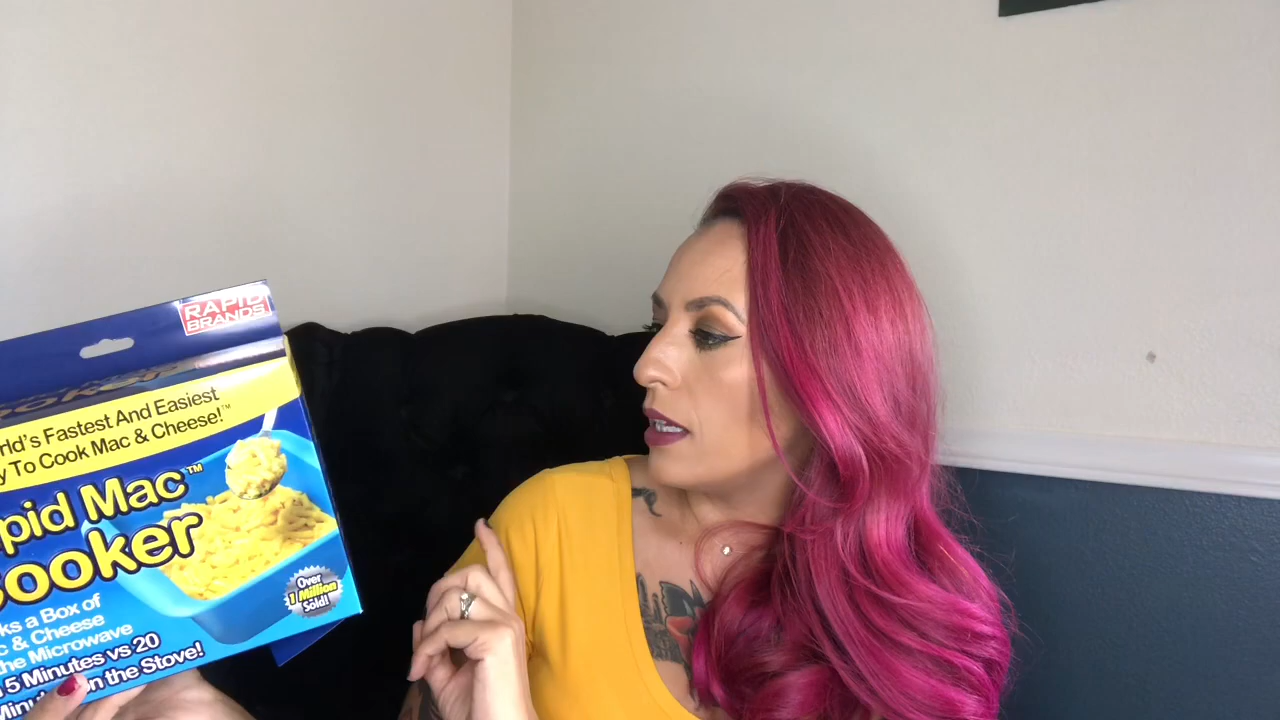 RAPID
BRANDS
rld's Fastest And Easiest
y To Cook Mac & Cheese!™
pid Mac™
ooker
ks a Box of
c & Cheese
he Microwave
5 Minutes vs 20
Minu on the Stove!
Over
1 Million
Sold!